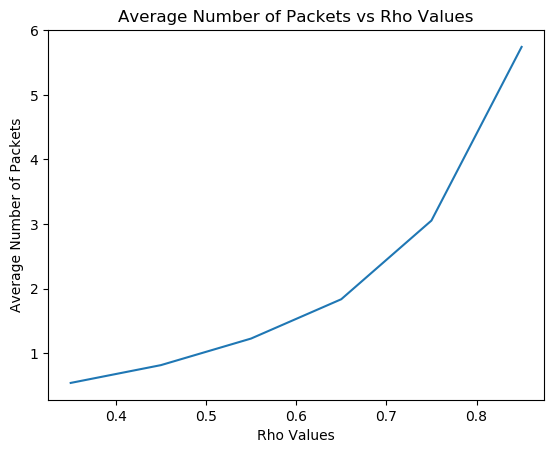 Average Number of Packets vs Rho Values
6
5
4
3
2
1
Average Number of Packets
0.4 0.5 0.6 0.7 0.8
Rho Values